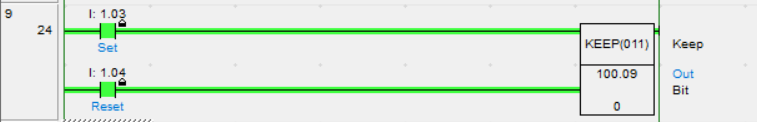 9
24
I: 1.03
Set
KEEP(011)
Keep
I: 1.04
Reset
100.09
Out
Bit
0